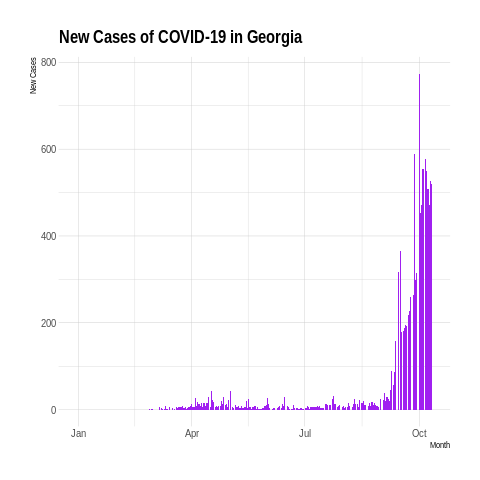 New Cases of COVID-19 in Georgia
New Cases
800
600
400
200
0
Jan Apr Jul Oct
Month